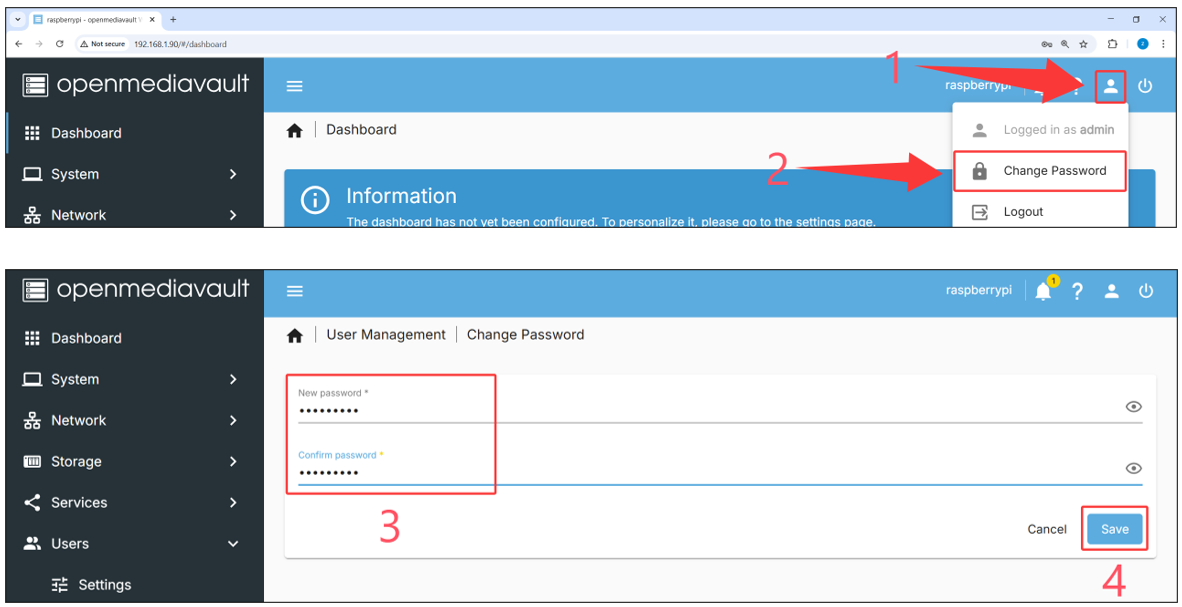 raspberrypi - openmediavault
Not secure 192.168.1.90/#/dashboard
openmediavault
raspberrypi
1
Dashboard
Dashboard
Logged in as admin
System
2
Change Password
Information
Network
Logout
The dashboard has not yet been configured. To personalize it, please go to the settings page.
openmediavault
raspberrypi
1
?
Dashboard
User Management
Change Password
System
New password *
•••••••••
Network
Confirm password *
•••••••••
Storage
Services
3
Cancel
Save
Users
4
Settings